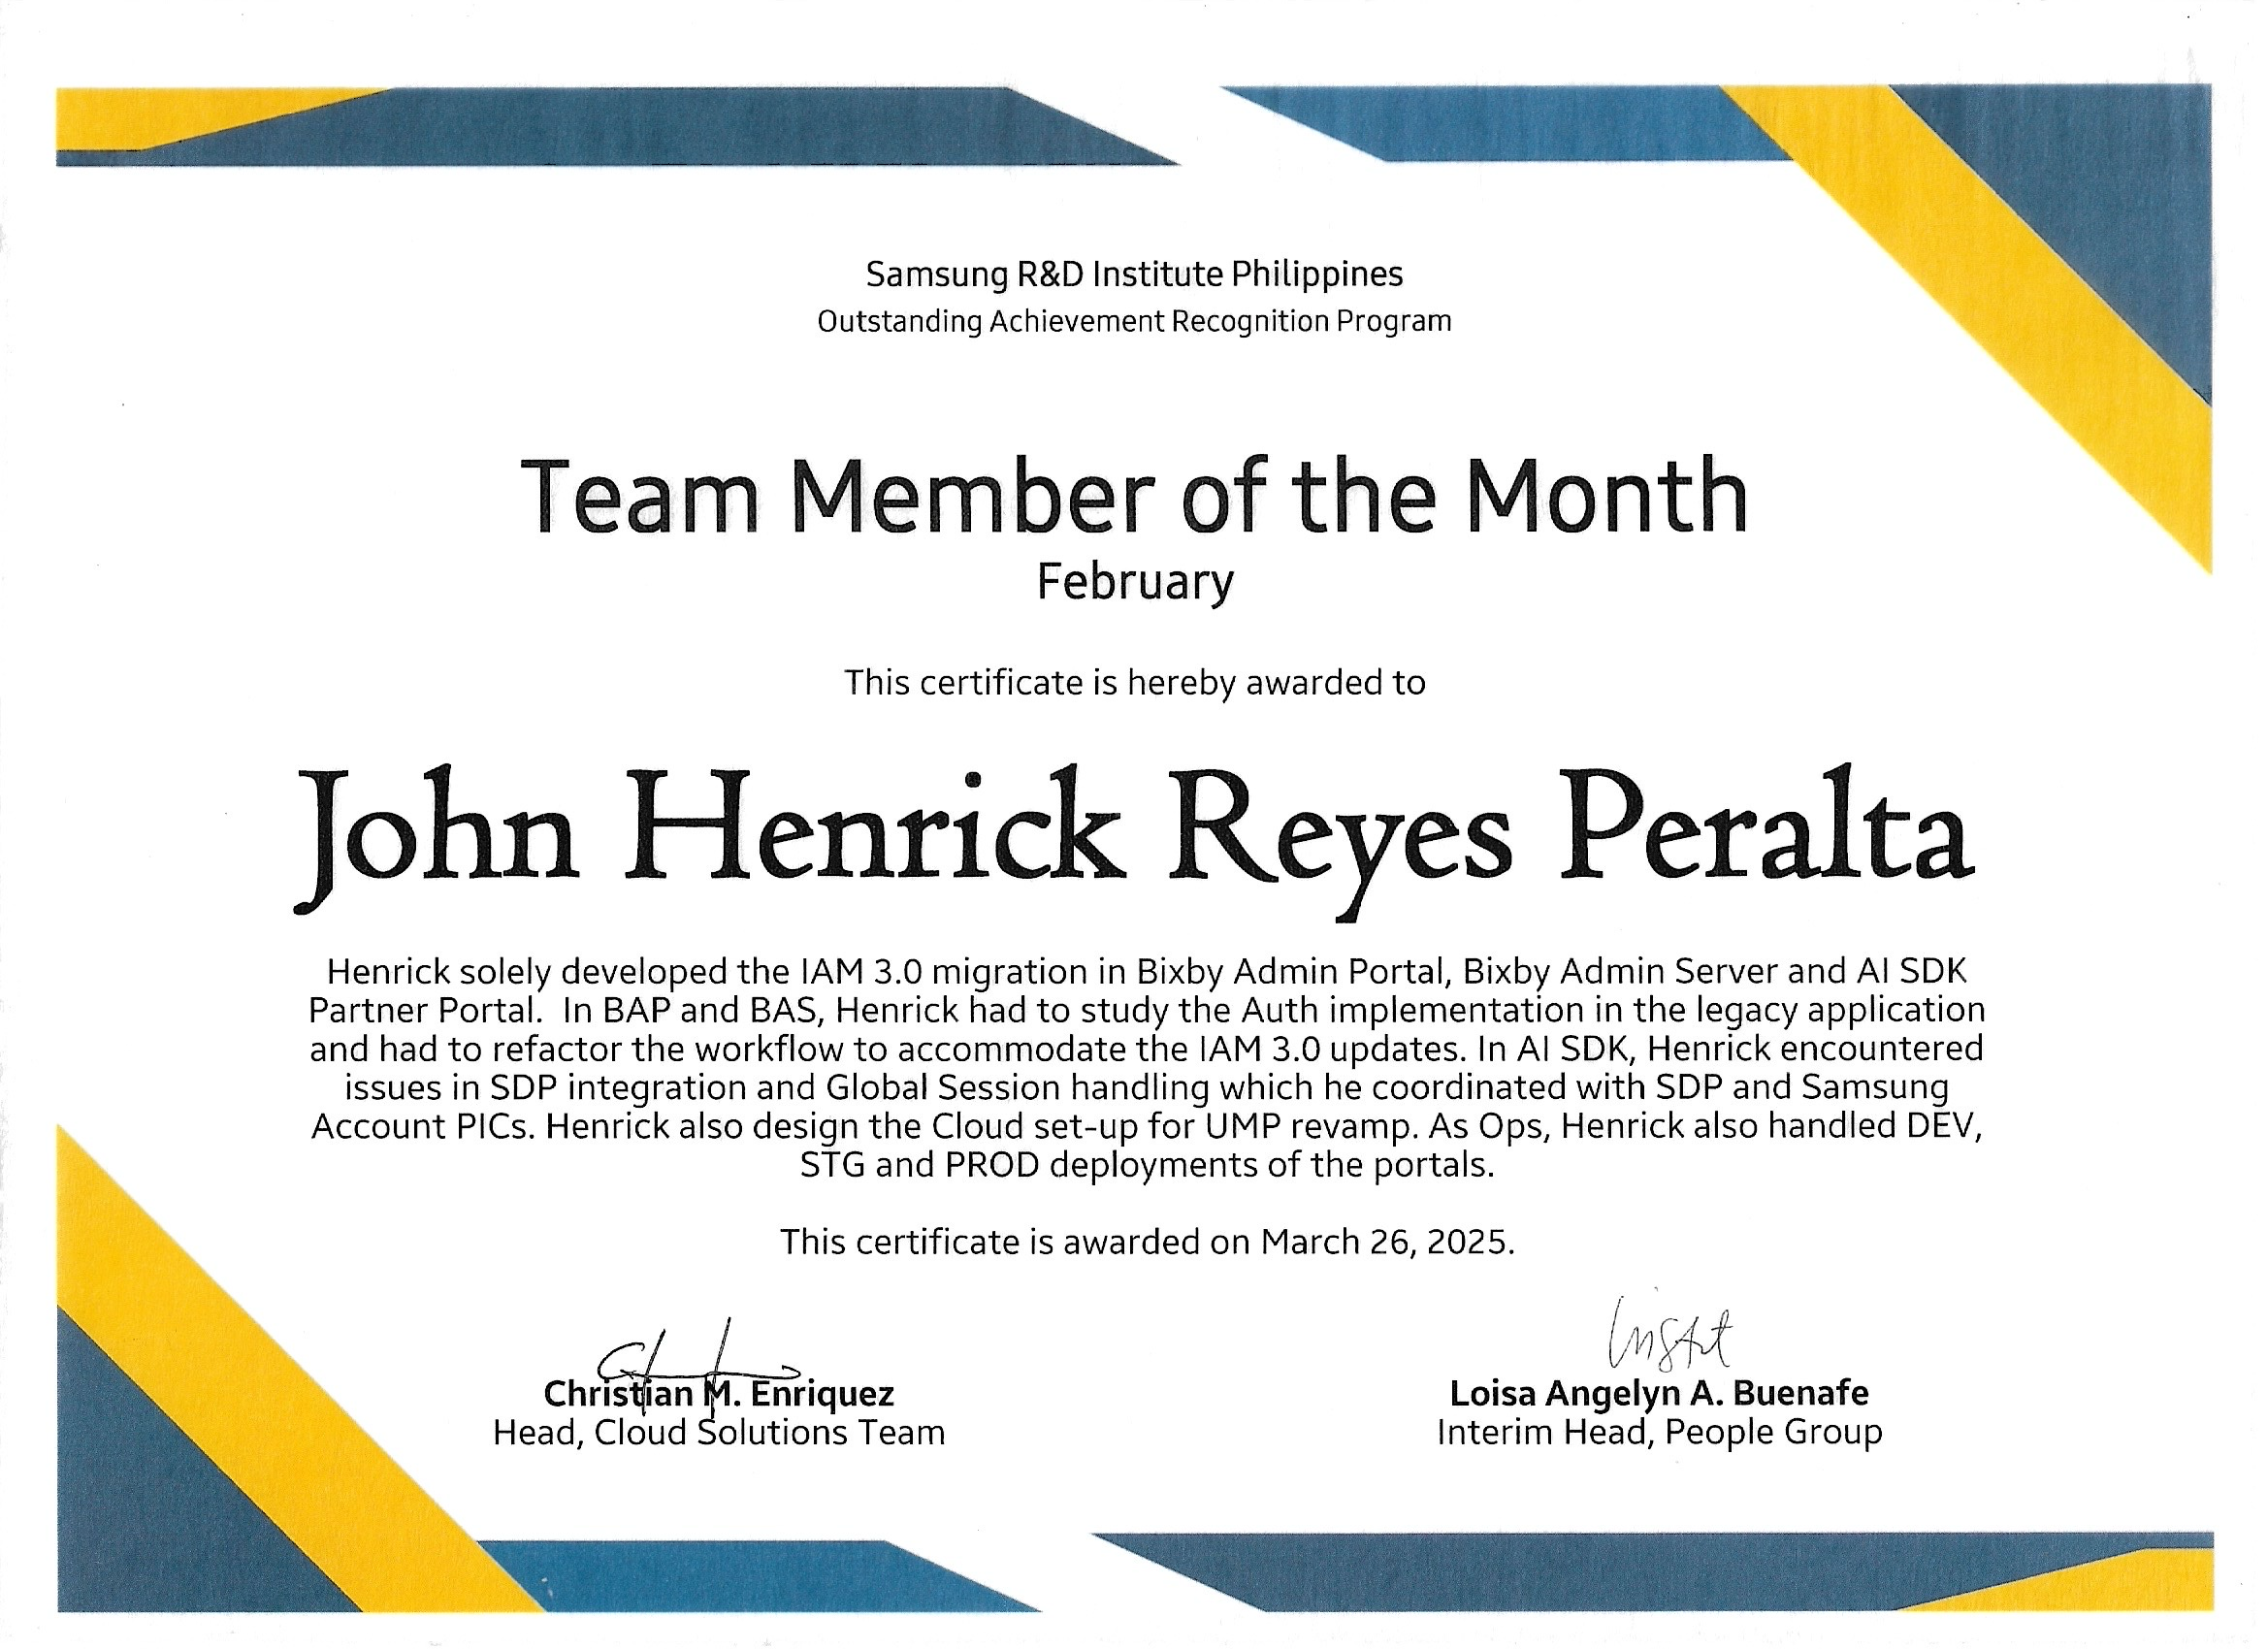 Samsung R&D Institute Philippines
Outstanding Achievement Recognition Program
Team Member of the Month
February
This certificate is hereby awarded to
John Henrick Reyes Peralta
Henrick solely developed the IAM 3.0 migration in Bixby Admin Portal, Bixby Admin Server and AI SDK
Partner Portal.  In BAP and BAS, Henrick had to study the Auth implementation in the legacy application
and had to refactor the workflow to accommodate the IAM 3.0 updates. In AI SDK, Henrick encountered
issues in SDP integration and Global Session handling which he coordinated with SDP and Samsung
Account PICs. Henrick also design the Cloud set-up for UMP revamp. As Ops, Henrick also handled DEV,
STG and PROD deployments of the portals.
This certificate is awarded on March 26, 2025.
Christian M. Enriquez
Head, Cloud Solutions Team
Loisa Angelyn A. Buenafe
Interim Head, People Group